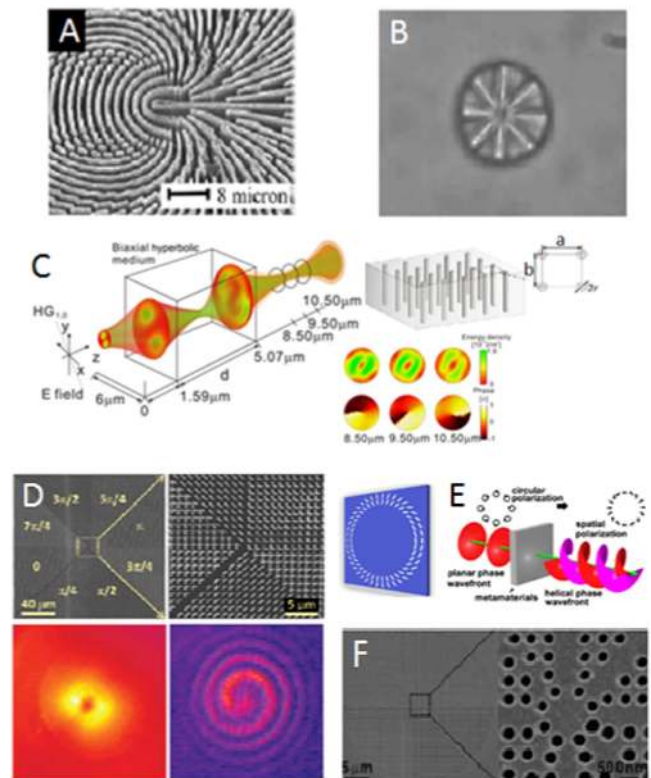 A
8 micron
B
C
Biaxial hyperbolic
medium
HG1,0
y
z
x
E field
6μm
0
1.59μm
d
5.07μm
8.50μm
9.50μm
10.50μm
a
b
2r
Energy density
Phase
[π]
1
0
-1
8.50μm 9.50μm 10.50μm
D
3π/2 5π/4
7π/4 π
0 3π/4
π/4 π/2
40 μm
5 μm
E
circular
polarization
spatial
polarization
planar phase
wavefront
metamaterials
helical phase
wavefront
F
5μm
500nm